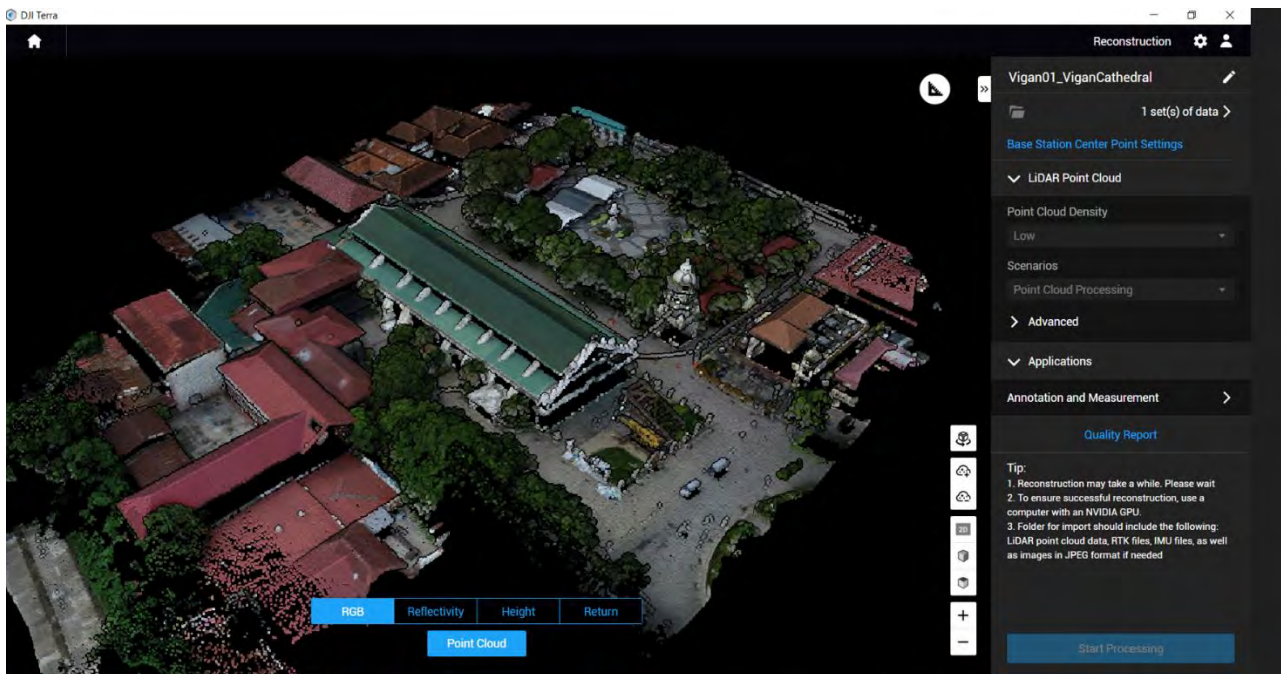 DJI Terra
Reconstruction
Vigan01_ViganCathedral
1 set(s) of data
Base Station Center Point Settings
LiDAR Point Cloud
Point Cloud Density
Low
Scenarios
Point Cloud Processing
Advanced
Applications
Annotation and Measurement
Quality Report
Tip:
1. Reconstruction may take a while. Please wait
2. To ensure successful reconstruction, use a
computer with an NVIDIA GPU.
3. Folder for import should include the following:
LiDAR point cloud data, RTK files, IMU files, as well
as images in JPEG format if needed
2D
RGB Reflectivity Height Return
Point Cloud
Start Processing